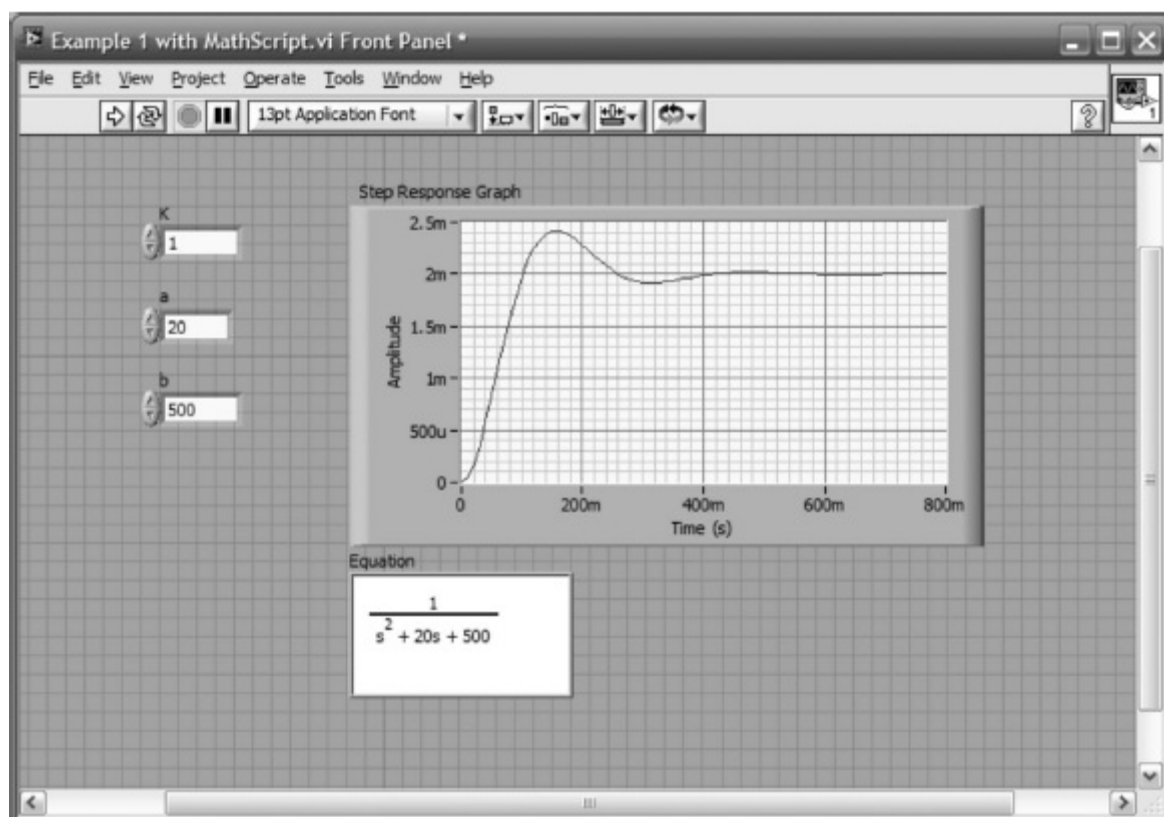 Example 1 with MathScript.vi Front Panel *
File Edit View Project Operate Tools Window Help
13pt Application Font
1
K
1
a
20
b
500
Step Response Graph
2.5m
2m
1.5m
1m
500u
0
Amplitude
0 200m 400m 600m 800m
Time (s)
Equation
1
s² + 20s + 500